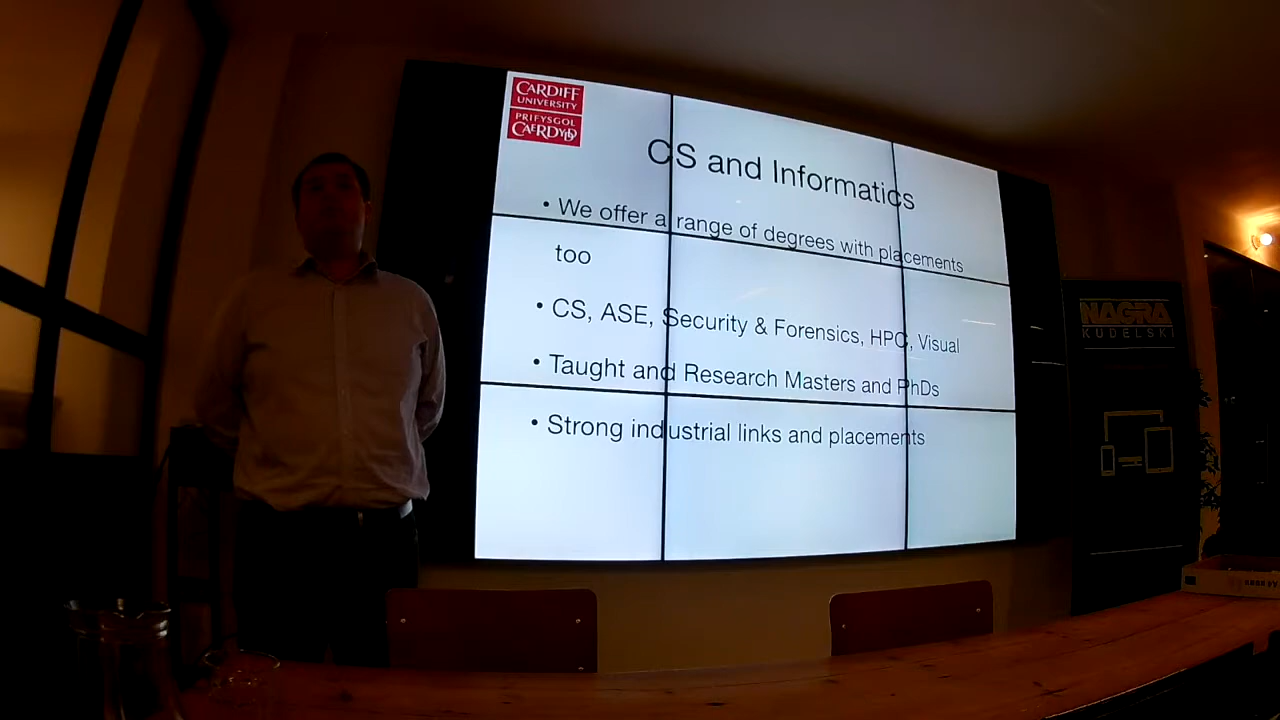 CARDIFF
UNIVERSITY
PRIFYSGOL
CAERDYDD
CS and Informatics
• We offer a range of degrees with placements
too
• CS, ASE, Security & Forensics, HPC, Visual
• Taught and Research Masters and PhDs
• Strong industrial links and placements
NAGRA
KUDELSKI